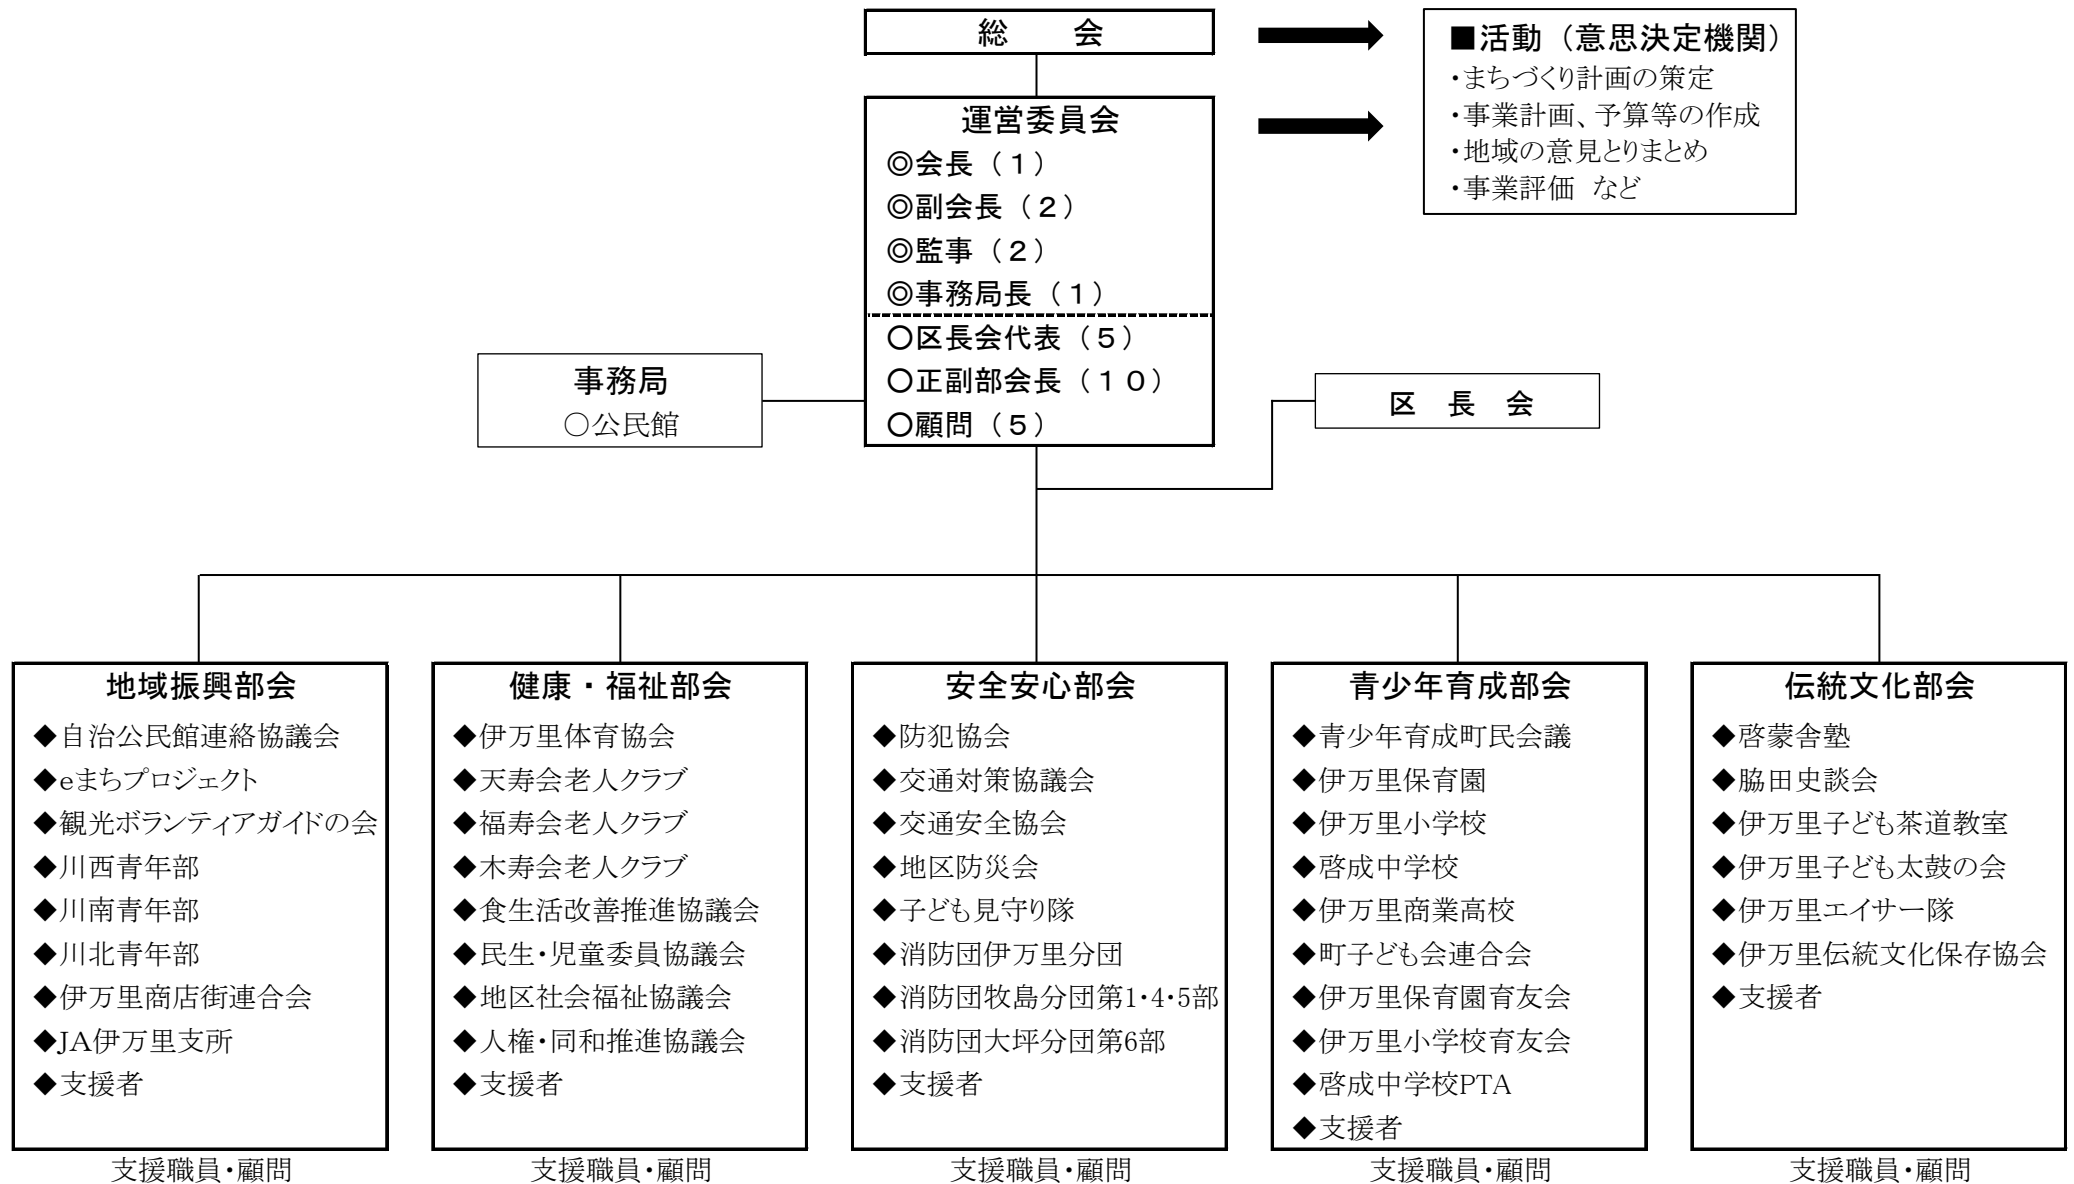 総　会
■活動（意思決定機関）
・まちづくり計画の策定
・事業計画、予算等の作成
・地域の意見とりまとめ
・事業評価 など
運営委員会
◎会長（１）
◎副会長（２）
◎監事（２）
◎事務局長（１）
○区長会代表（５）
○正副部会長（１０）
○顧問（５）
事務局
○公民館
区　長　会
地域振興部会
◆自治公民館連絡協議会
◆eまちプロジェクト
◆観光ボランティアガイドの会
◆川西青年部
◆川南青年部
◆川北青年部
◆伊万里商店街連合会
◆JA伊万里支所
◆支援者
支援職員・顧問
健康・福祉部会
◆伊万里体育協会
◆天寿会老人クラブ
◆福寿会老人クラブ
◆木寿会老人クラブ
◆食生活改善推進協議会
◆民生・児童委員協議会
◆地区社会福祉協議会
◆人権・同和推進協議会
◆支援者
支援職員・顧問
安全安心部会
◆防犯協会
◆交通対策協議会
◆交通安全協会
◆地区防災会
◆子ども見守り隊
◆消防団伊万里分団
◆消防団牧島分団第1・4・5部
◆消防団大坪分団第6部
◆支援者
支援職員・顧問
青少年育成部会
◆青少年育成町民会議
◆伊万里保育園
◆伊万里小学校
◆啓成中学校
◆伊万里商業高校
◆町子ども会連合会
◆伊万里保育園育友会
◆伊万里小学校育友会
◆啓成中学校PTA
◆支援者
支援職員・顧問
伝統文化部会
◆啓蒙舎塾
◆脇田史談会
◆伊万里子ども茶道教室
◆伊万里子ども太鼓の会
◆伊万里エイサー隊
◆伊万里伝統文化保存協会
◆支援者
支援職員・顧問